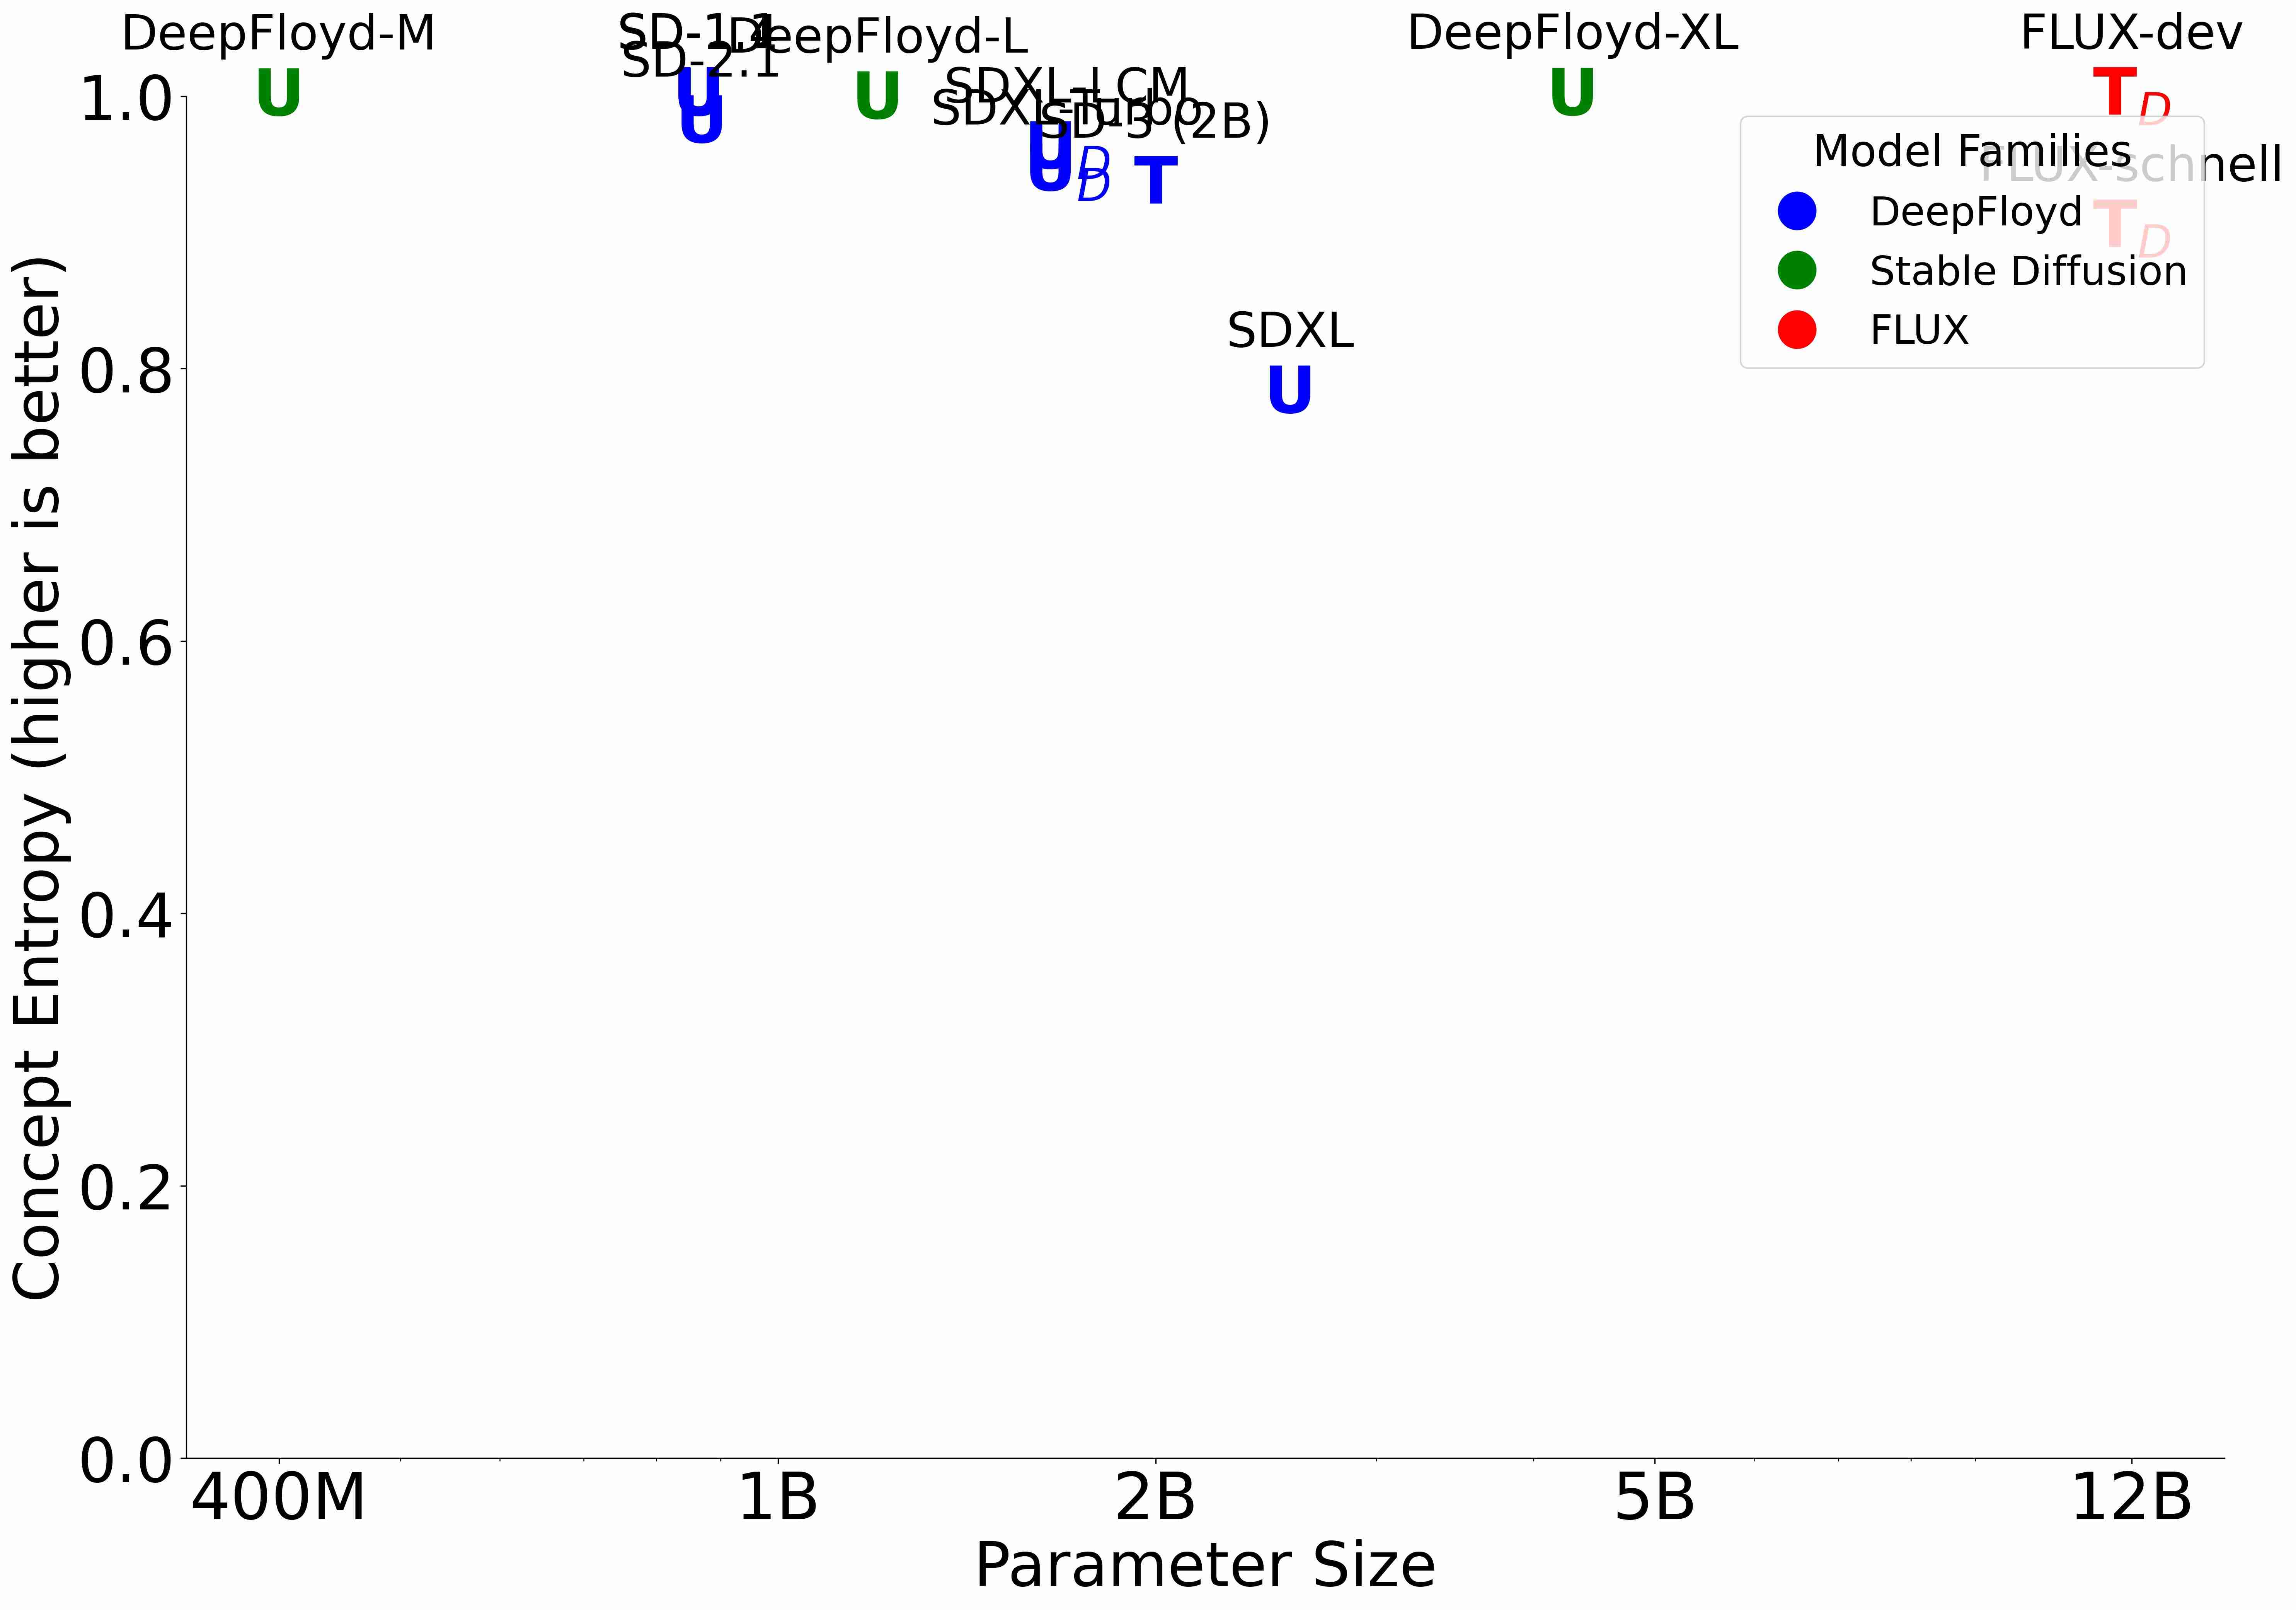 DeepFloyd-M
SD-1.4
SD-2.1
DeepFloyd-L
DeepFloyd-XL
FLUX-dev
U
U
U
U
U
T D
SDXL-LCM
SDXL-Turbo
SD-3 (2B)
U D
U D
T
FLUX-schnell
T D
SDXL
U
Model Families
DeepFloyd
Stable Diffusion
FLUX
Concept Entropy (higher is better)
1.0
0.8
0.6
0.4
0.2
0.0
400M
1B
2B
5B
12B
Parameter Size